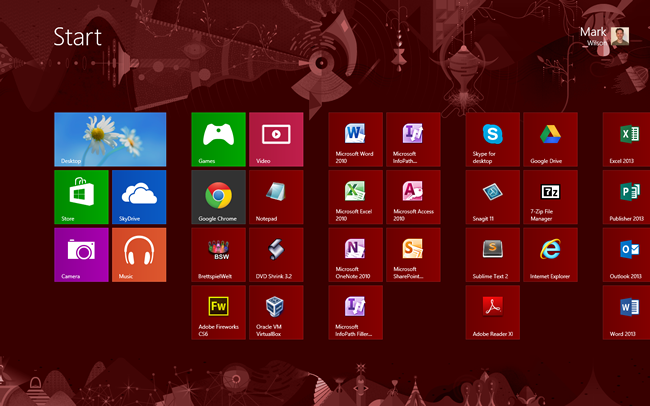 Start
Mark
Wilson
Desktop
Games
Video
Microsoft Word
2010
Microsoft
InfoPath...
Skype for
desktop
Google Drive
Excel 2013
Store
SkyDrive
Google Chrome
Notepad
Microsoft Excel
2010
Microsoft
Access 2010
Snagit 11
7-Zip File
Manager
Publisher 2013
Camera
Music
BSW
BrettspielWelt
DVD Shrink 3.2
Microsoft
OneNote 2010
Microsoft
SharePoint...
Sublime Text 2
Internet Explorer
Outlook 2013
Fw
Adobe Fireworks
CS6
Oracle VM
VirtualBox
Microsoft
InfoPath Filler...
Adobe Reader XI
Word 2013